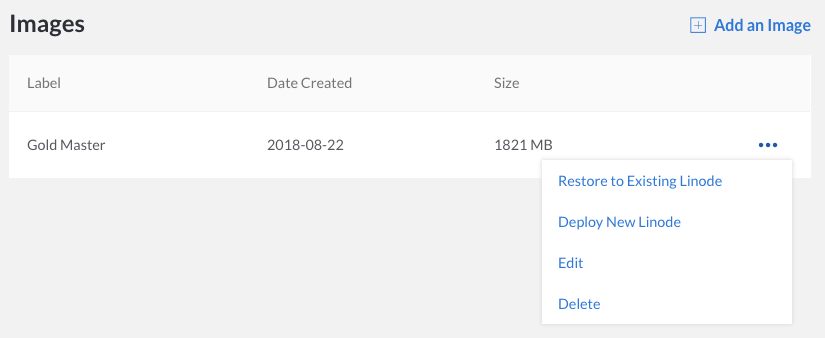 Images
Add an Image
Label Date Created Size
Gold Master 2018-08-22 1821 MB
Restore to Existing Linode
Deploy New Linode
Edit
Delete